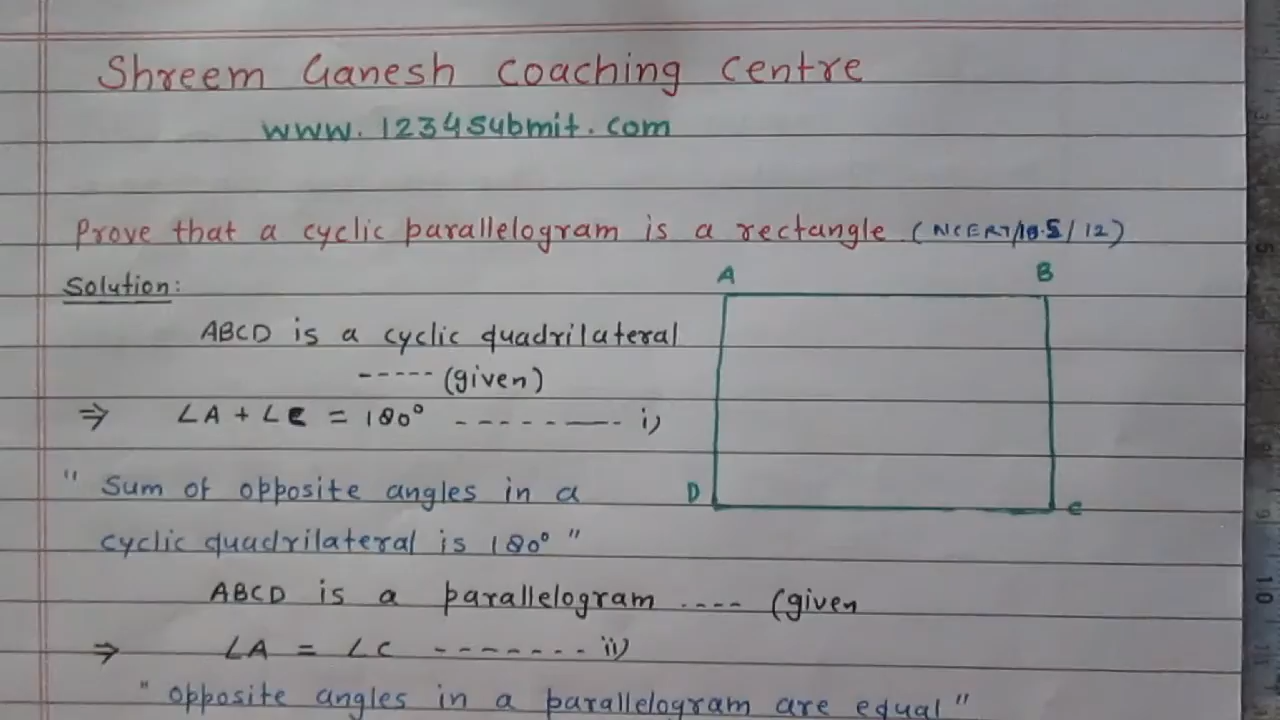 Shreem Ganesh Coaching Centre
www.1234submit.com
Prove that a cyclic parallelogram is a rectangle (NCERT/10.5/12)
Solution:
A B
ABCD is a cyclic quadrilateral
----- (given)
⇒ ∠A + ∠C = 180° --------- i)
" Sum of opposite angles in a
D C
cyclic quadrilateral is 180° "
ABCD is a parallelogram .... (given
⇒ ∠A = ∠C ------- ii)
" opposite angles in a parallelogram are equal "